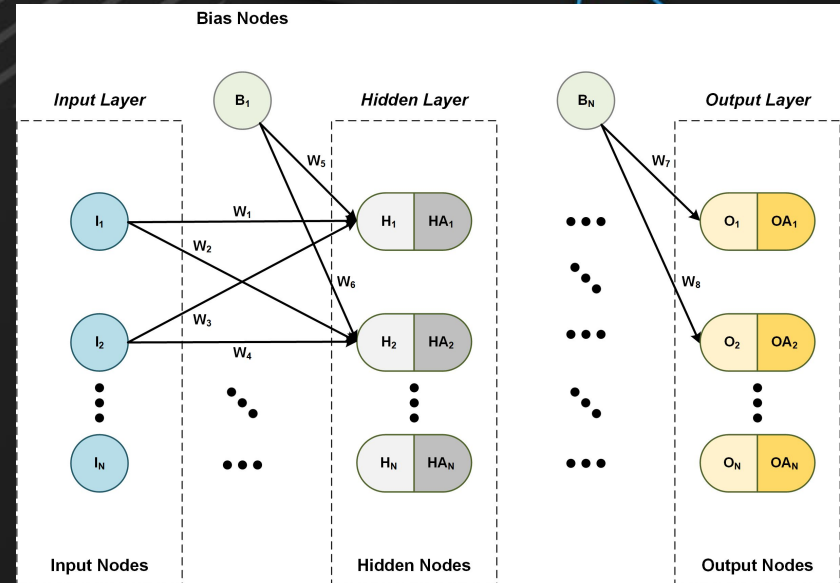 Bias Nodes
Input Layer
B₁
Hidden Layer
Bₙ
Output Layer
W₅
W₇
I₁
W₁
H₁ HA₁
O₁ OA₁
W₂
W₆
W₈
W₃
I₂
W₄
H₂ HA₂
O₂ OA₂
Iₙ
Hₙ HAₙ
Oₙ OAₙ
Input Nodes
Hidden Nodes
Output Nodes